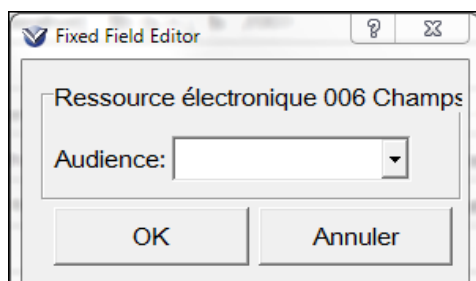 Fixed Field Editor
Ressource électronique 006 Champs
Audience:
OK Annuler